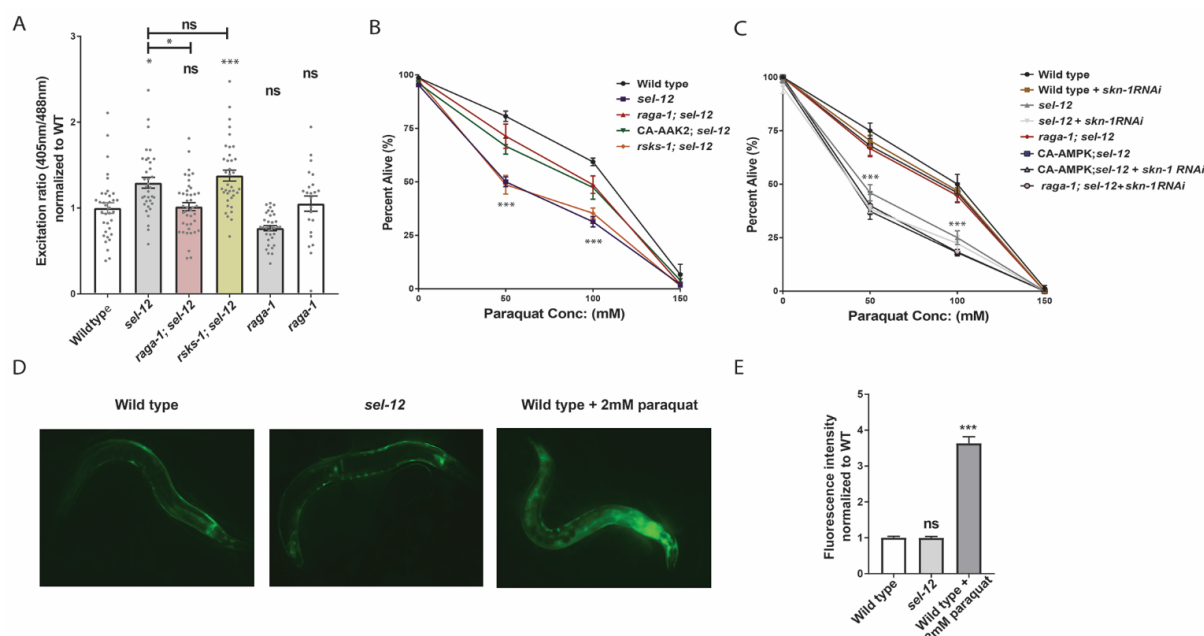 A
Excitation ratio (405nm/488nm)
normalized to WT
3
2
1
0
ns
*
*
ns
***
ns
ns
Wildtype
sel-12
raga-1; sel-12
rsks-1; sel-12
raga-1
raga-1
B
Percent Alive (%)
100
75
50
25
0
***
***
0
50
100
150
Paraquat Conc: (mM)
Wild type
sel-12
raga-1; sel-12
CA-AAK2; sel-12
rsks-1; sel-12
C
Percent Alive (%)
100
75
50
25
0
***
***
0
50
100
150
Paraquat Conc: (mM)
Wild type
Wild type + skn-1RNAi
sel-12
sel-12 + skn-1RNAi
raga-1; sel-12
CA-AMPK;sel-12
CA-AMPK;sel-12 + skn-1 RNAi
raga-1; sel-12+skn-1RNAi
D
Wild type
sel-12
Wild type + 2mM paraquat
E
Fluorescence intensity
normalized to WT
5
4
3
2
1
0
ns
***
Wild type
sel-12
Wild type +
2mM paraquat